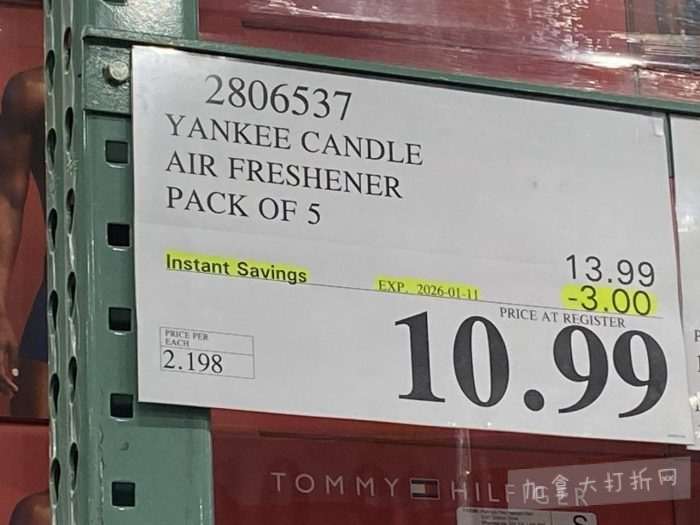 2806537
YANKEE CANDLE
AIR FRESHENER
PACK OF 5
Instant Savings
EXP. 2026-01-11
13.99
-3.00
PRICE AT REGISTER
10.99
PRICE PER
EACH
2.198
TOMMY HILFIGER
加拿大打折网